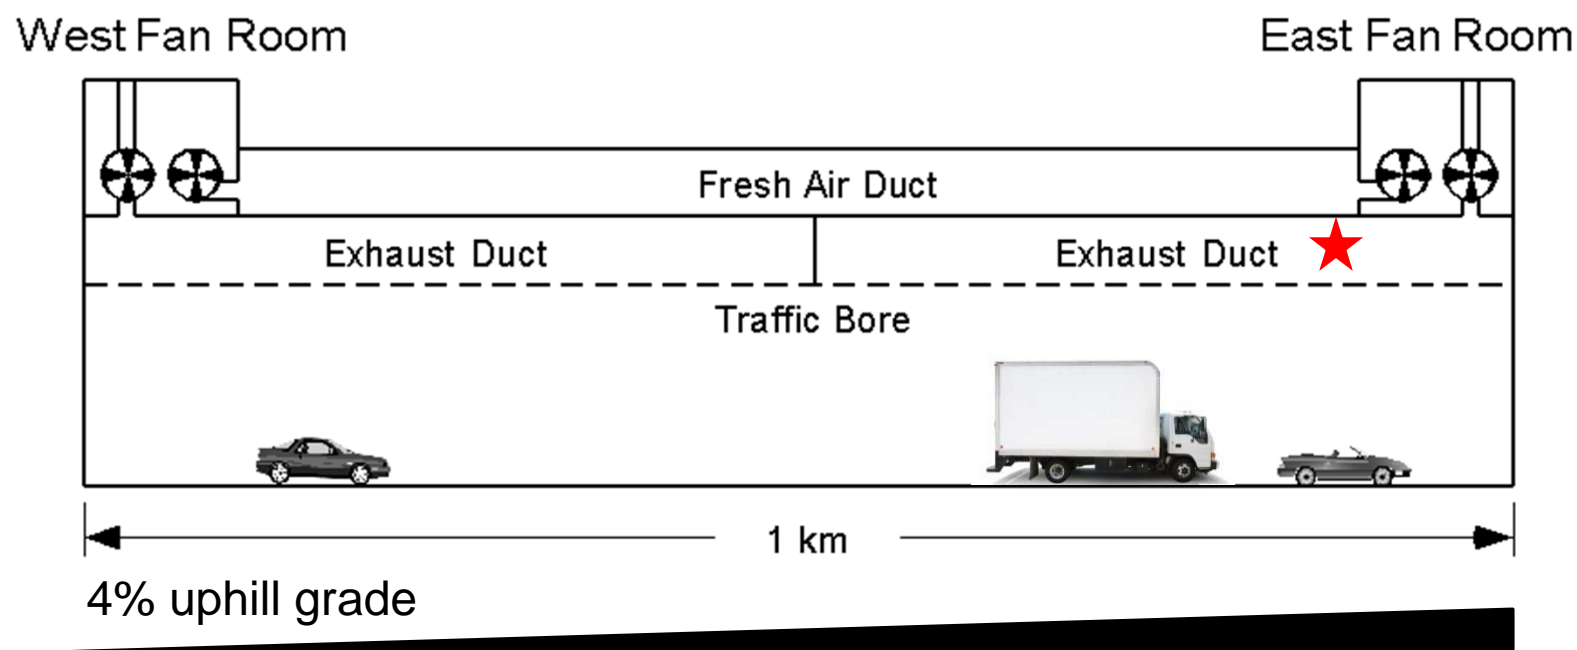 West Fan Room
East Fan Room
Fresh Air Duct
Exhaust Duct
Exhaust Duct
Traffic Bore
1 km
4% uphill grade